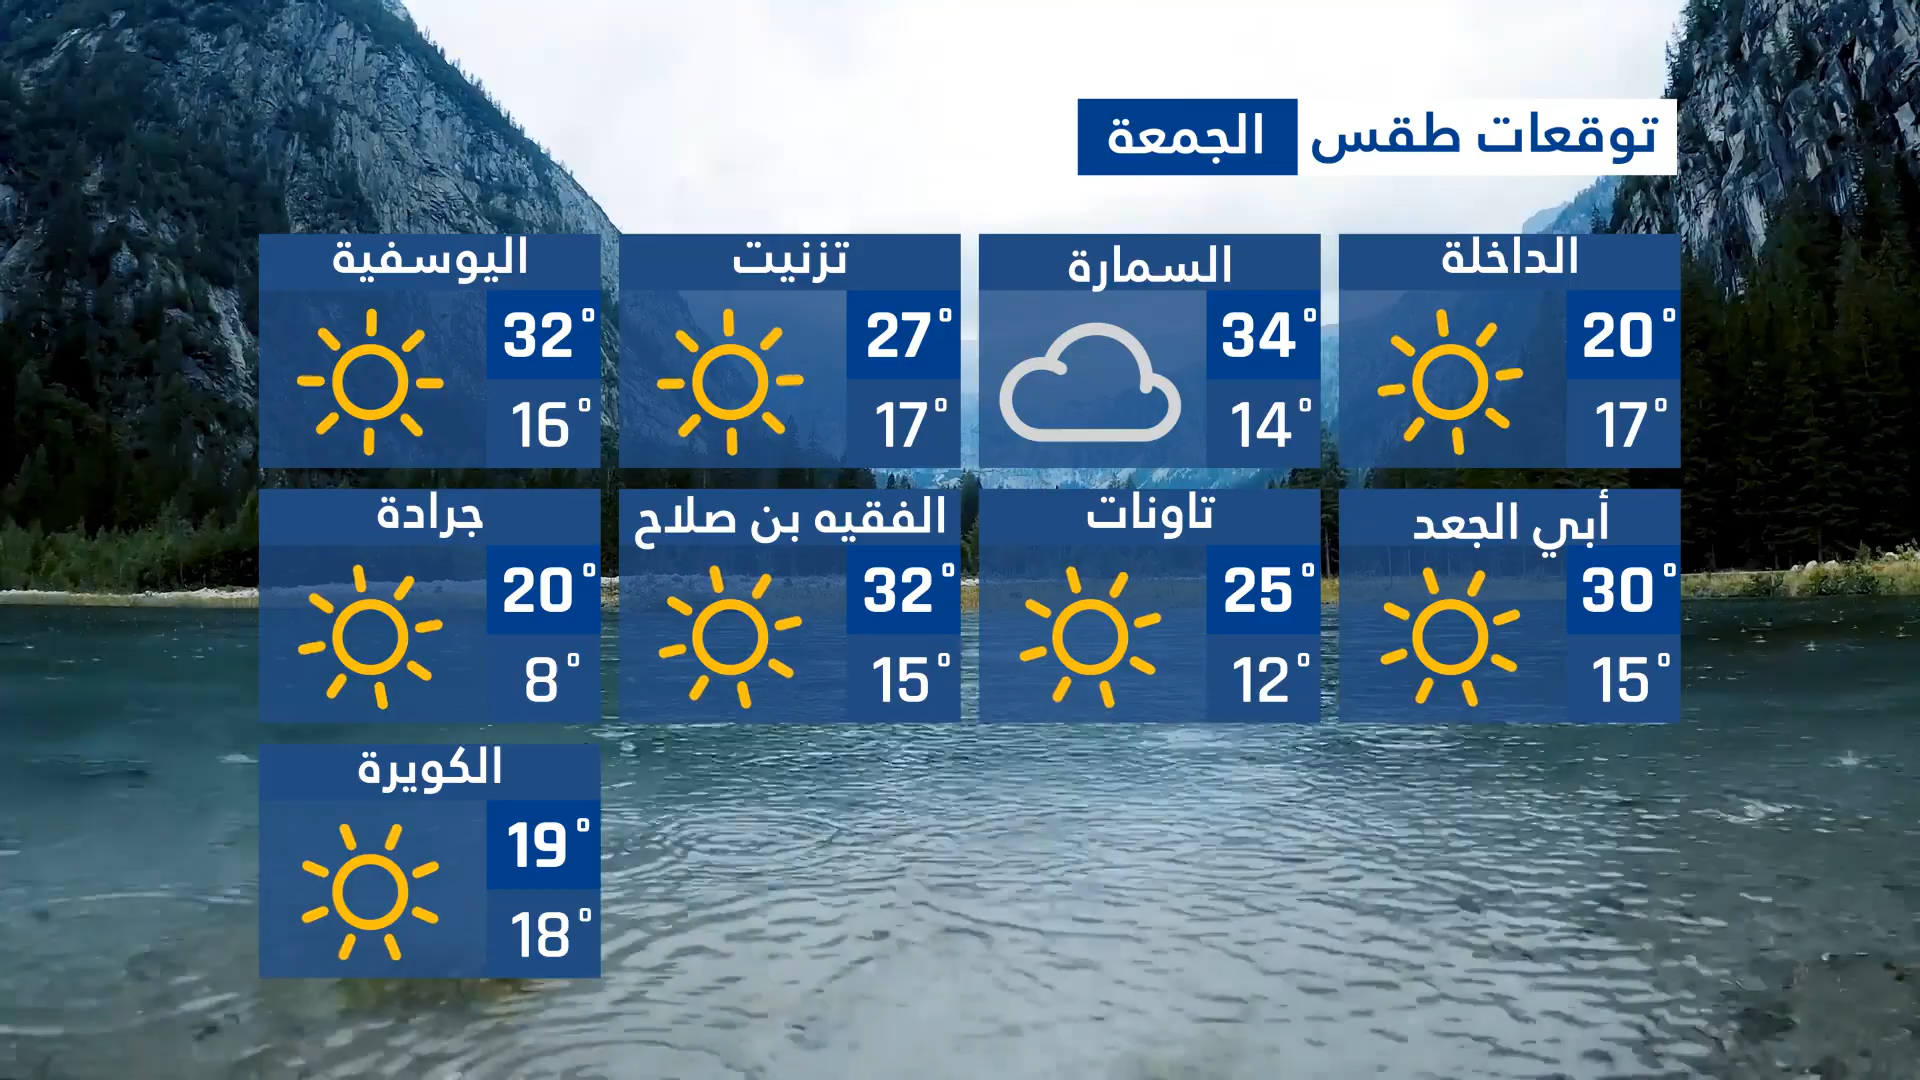 توقعات طقس الجمعة
الداخلة
20°
17°
السمارة
34°
14°
تزنيت
27°
17°
اليوسفية
32°
16°
أبي الجعد
30°
15°
تاونات
25°
12°
الفقيه بن صلاح
32°
15°
جرادة
20°
8°
الكويرة
19°
18°